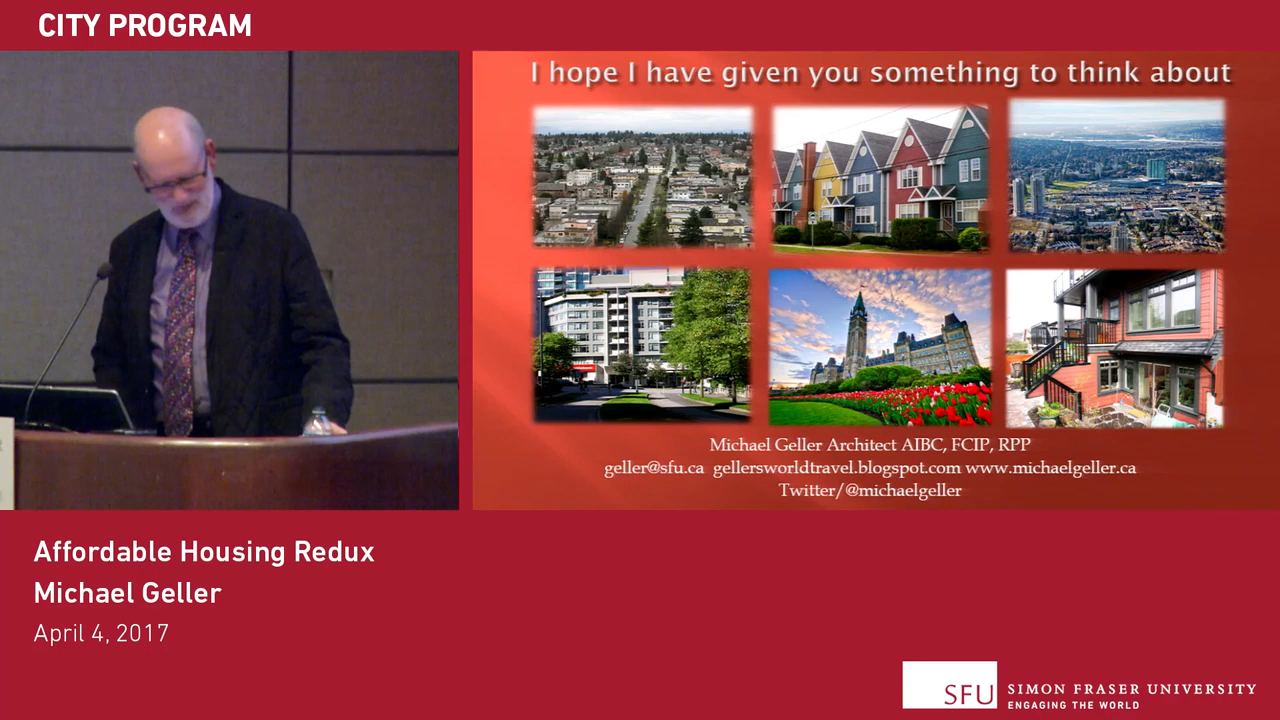 CITY PROGRAM
I hope I have given you something to think about
Michael Geller Architect AIBC, FCIP, RPP
geller@sfu.ca gellersworldtravel.blogspot.com www.michaelgeller.ca
Twitter/@michaelgeller
Affordable Housing Redux
Michael Geller
April 4, 2017
SFU
SIMON FRASER UNIVERSITY
ENGAGING THE WORLD